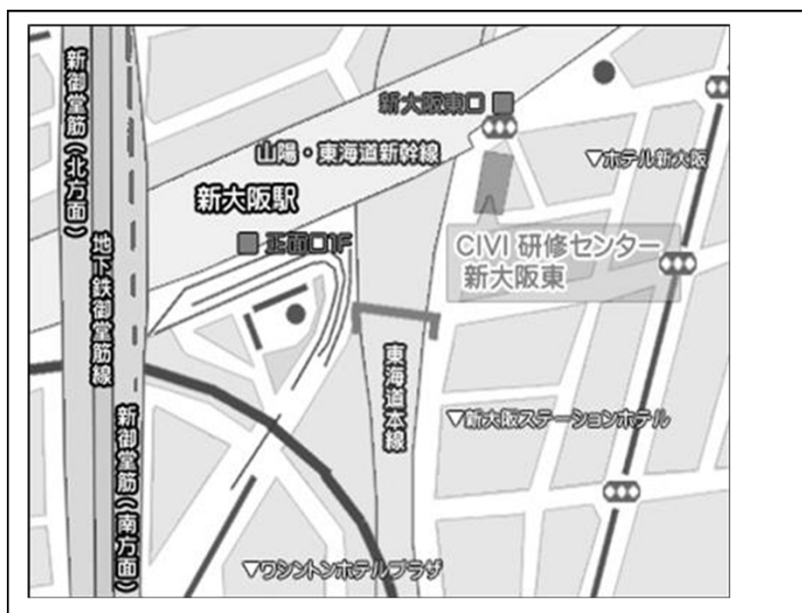 新御堂筋(北方面)
新大阪東口
山陽・東海道新幹線
▼ホテル新大阪
新大阪駅
正面口1F
CIVI 研修センター
新大阪東
地下鉄御堂筋線
東海道本線
▼新大阪ステーションホテル
新御堂筋(南方面)
▼ワシントンホテルプラザ